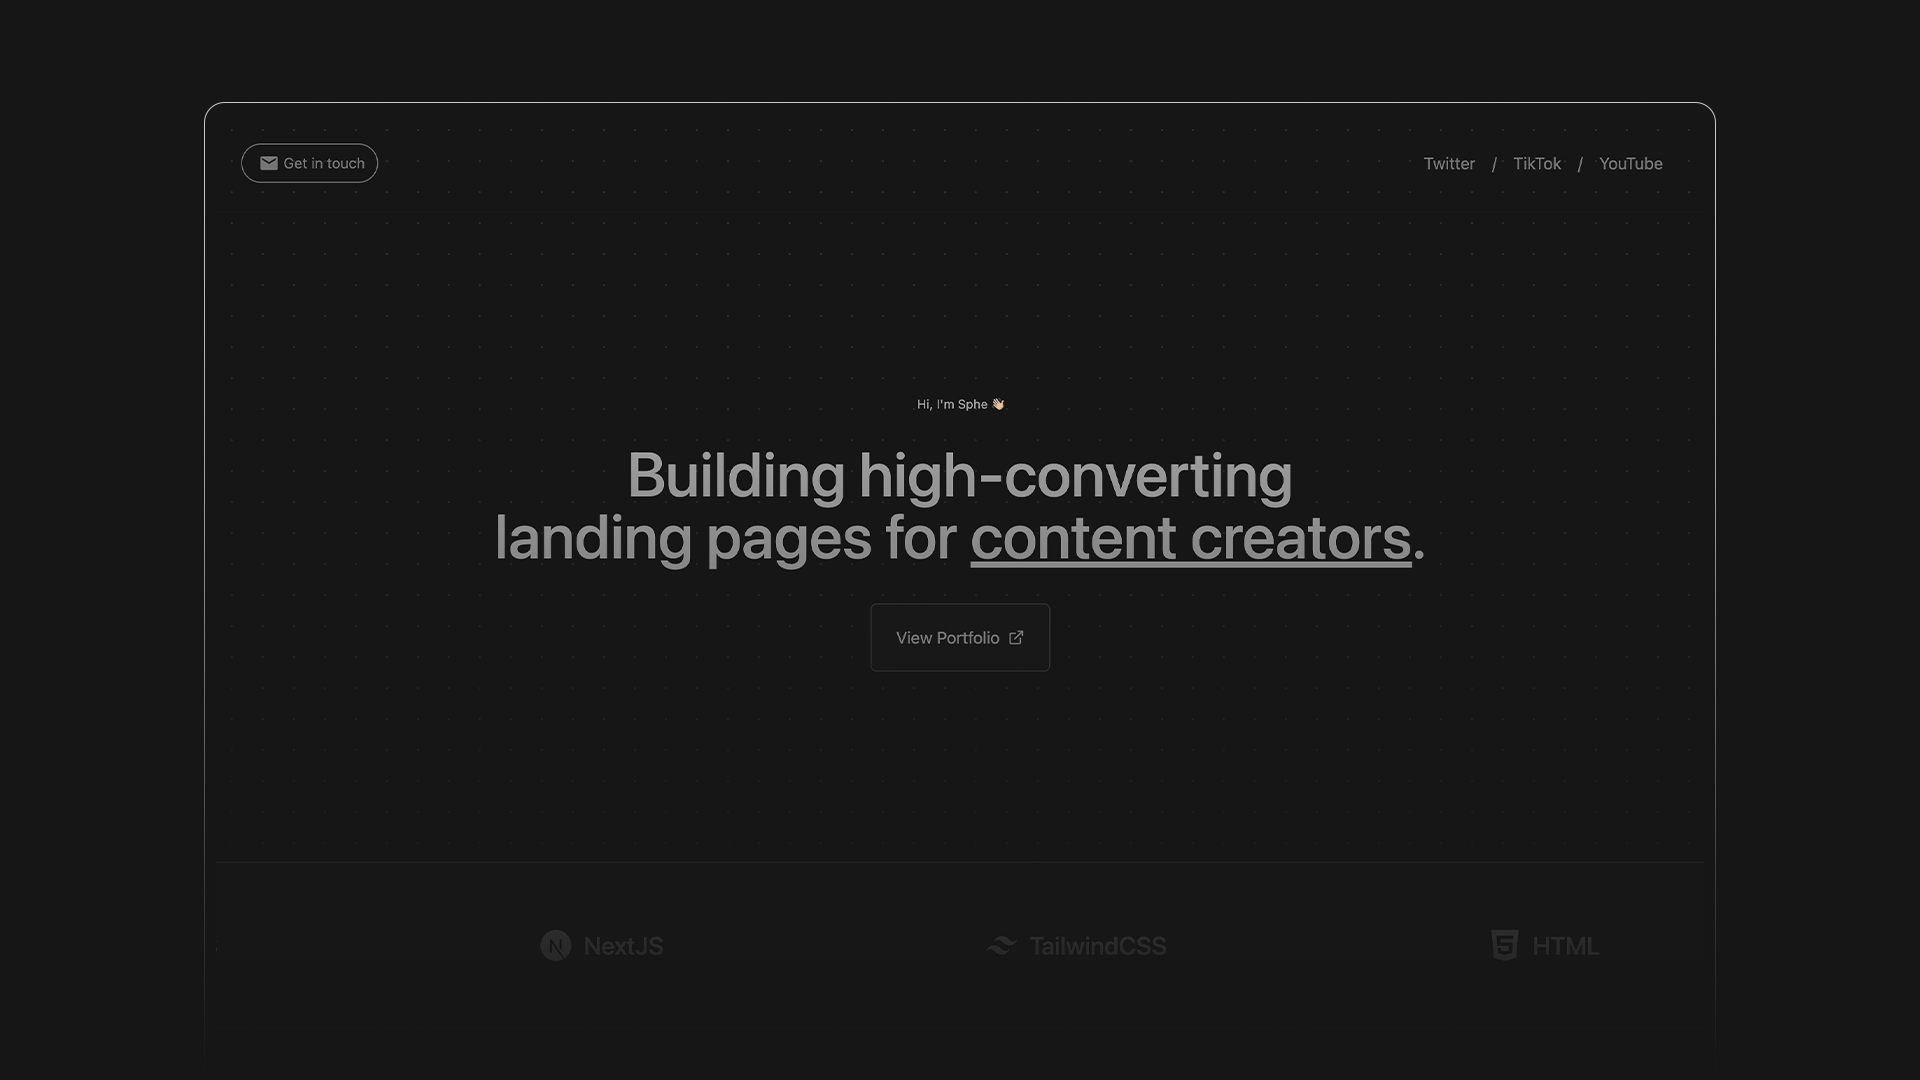 Get in touch
Twitter / TikTok / YouTube
Hi, I'm Sphe 👋🏼
Building high-converting
landing pages for content creators.
View Portfolio
NextJS
TailwindCSS
HTML